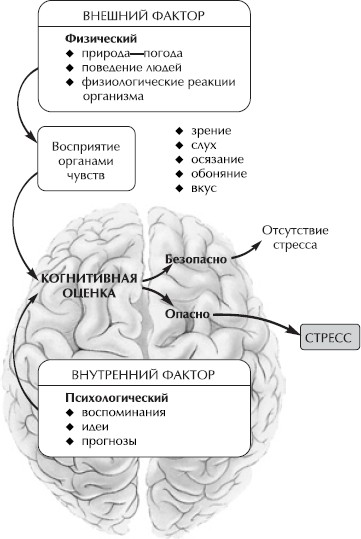 ВНЕШНИЙ ФАКТОР
Физический
◆ природа—погода
◆ поведение людей
◆ физиологические реакции
организма
Восприятие
органами
чувств
◆ зрение
◆ слух
◆ осязание
◆ обоняние
◆ вкус
КОГНИТИВНАЯ
ОЦЕНКА
Безопасно
Отсутствие
стресса
Опасно
СТРЕСС
ВНУТРЕННИЙ ФАКТОР
Психологический
◆ воспоминания
◆ идеи
◆ прогнозы